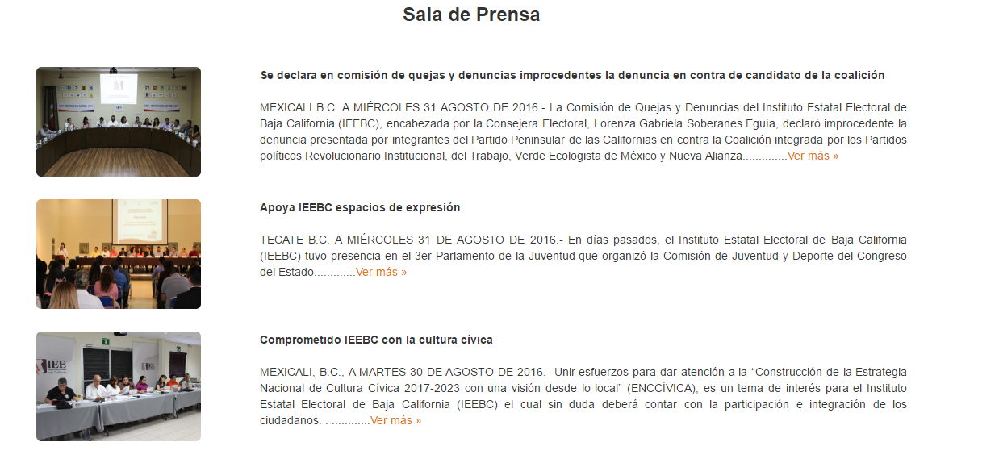 Sala de Prensa
Se declara en comisión de quejas y denuncias improcedentes la denuncia en contra de candidato de la coalición
MEXICALI B.C. A MIÉRCOLES 31 AGOSTO DE 2016.- La Comisión de Quejas y Denuncias del Instituto Estatal Electoral de
Baja California (IEEBC), encabezada por la Consejera Electoral, Lorenza Gabriela Soberanes Eguía, declaró improcedente la
denuncia presentada por integrantes del Partido Peninsular de las Californias en contra la Coalición integrada por los Partidos
políticos Revolucionario Institucional, del Trabajo, Verde Ecologista de México y Nueva Alianza..............Ver más »
Apoya IEEBC espacios de expresión
TECATE B.C. A MIÉRCOLES 31 DE AGOSTO DE 2016.- En días pasados, el Instituto Estatal Electoral de Baja California
(IEEBC) tuvo presencia en el 3er Parlamento de la Juventud que organizó la Comisión de Juventud y Deporte del Congreso
del Estado.............Ver más »
Comprometido IEEBC con la cultura cívica
IEE
MEXICALI, B.C., A MARTES 30 DE AGOSTO DE 2016.- Unir esfuerzos para dar atención a la “Construcción de la Estrategia
Nacional de Cultura Cívica 2017-2023 con una visión desde lo local” (ENCCÍVICA), es un tema de interés para el Instituto
Estatal Electoral de Baja California (IEEBC) el cual sin duda deberá contar con la participación e integración de los
ciudadanos. . ............Ver más »